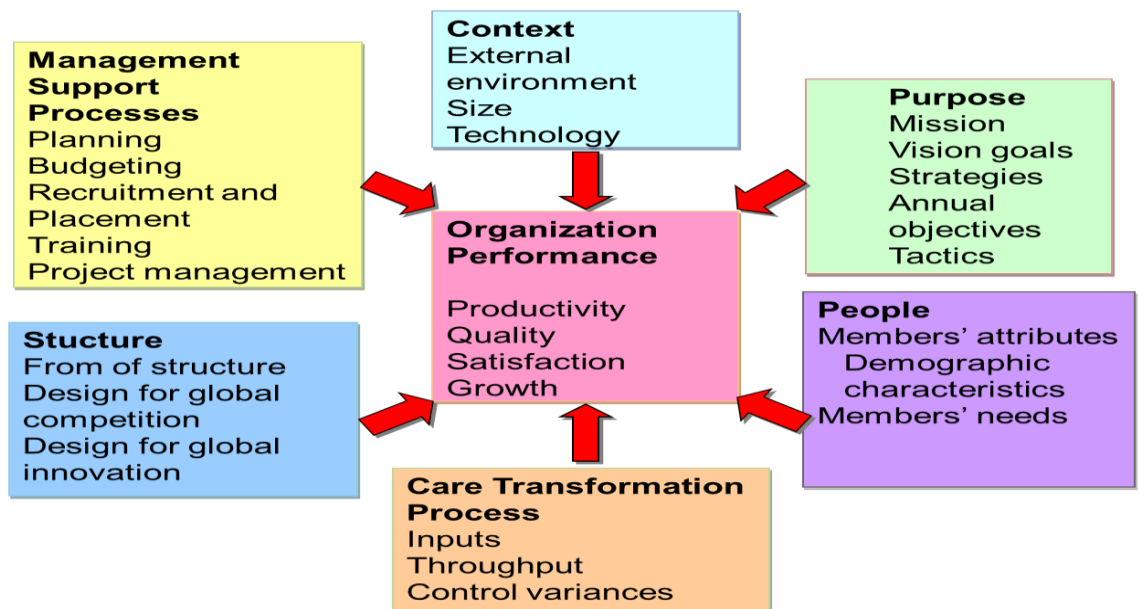 Management
Support
Processes
Planning
Budgeting
Recruitment and
Placement
Training
Project management
Context
External
environment
Size
Technology
Purpose
Mission
Vision goals
Strategies
Annual
objectives
Tactics
Organization
Performance
Productivity
Quality
Satisfaction
Growth
Stucture
From of structure
Design for global
competition
Design for global
innovation
People
Members’ attributes
Demographic
characteristics
Members’ needs
Care Transformation
Process
Inputs
Throughput
Control variances